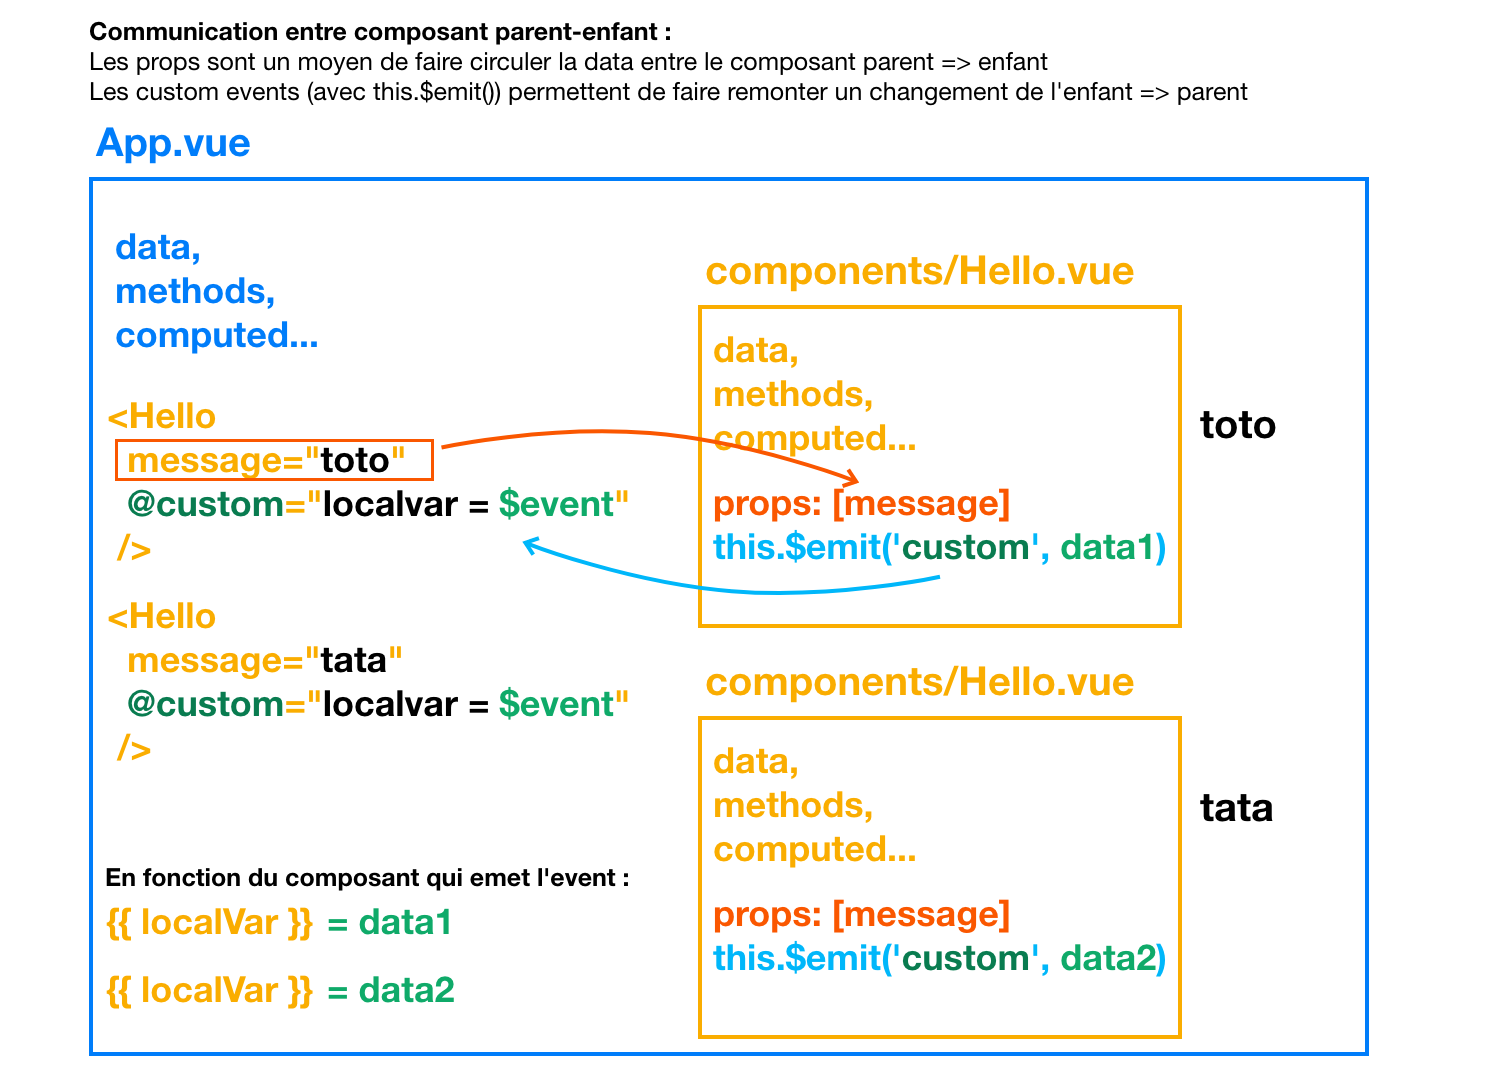 Communication entre composant parent-enfant :
Les props sont un moyen de faire circuler la data entre le composant parent => enfant
Les custom events (avec this.$emit()) permettent de faire remonter un changement de l'enfant => parent
App.vue
data,
methods,
computed...
<Hello
message="toto"
@custom="localvar = $event"
/>
<Hello
message="tata"
@custom="localvar = $event"
/>
En fonction du composant qui emet l'event :
{{ localVar }} = data1
{{ localVar }} = data2
components/Hello.vue
data,
methods,
computed...
props: [message]
this.$emit('custom', data1)
toto
components/Hello.vue
data,
methods,
computed...
props: [message]
this.$emit('custom', data2)
tata